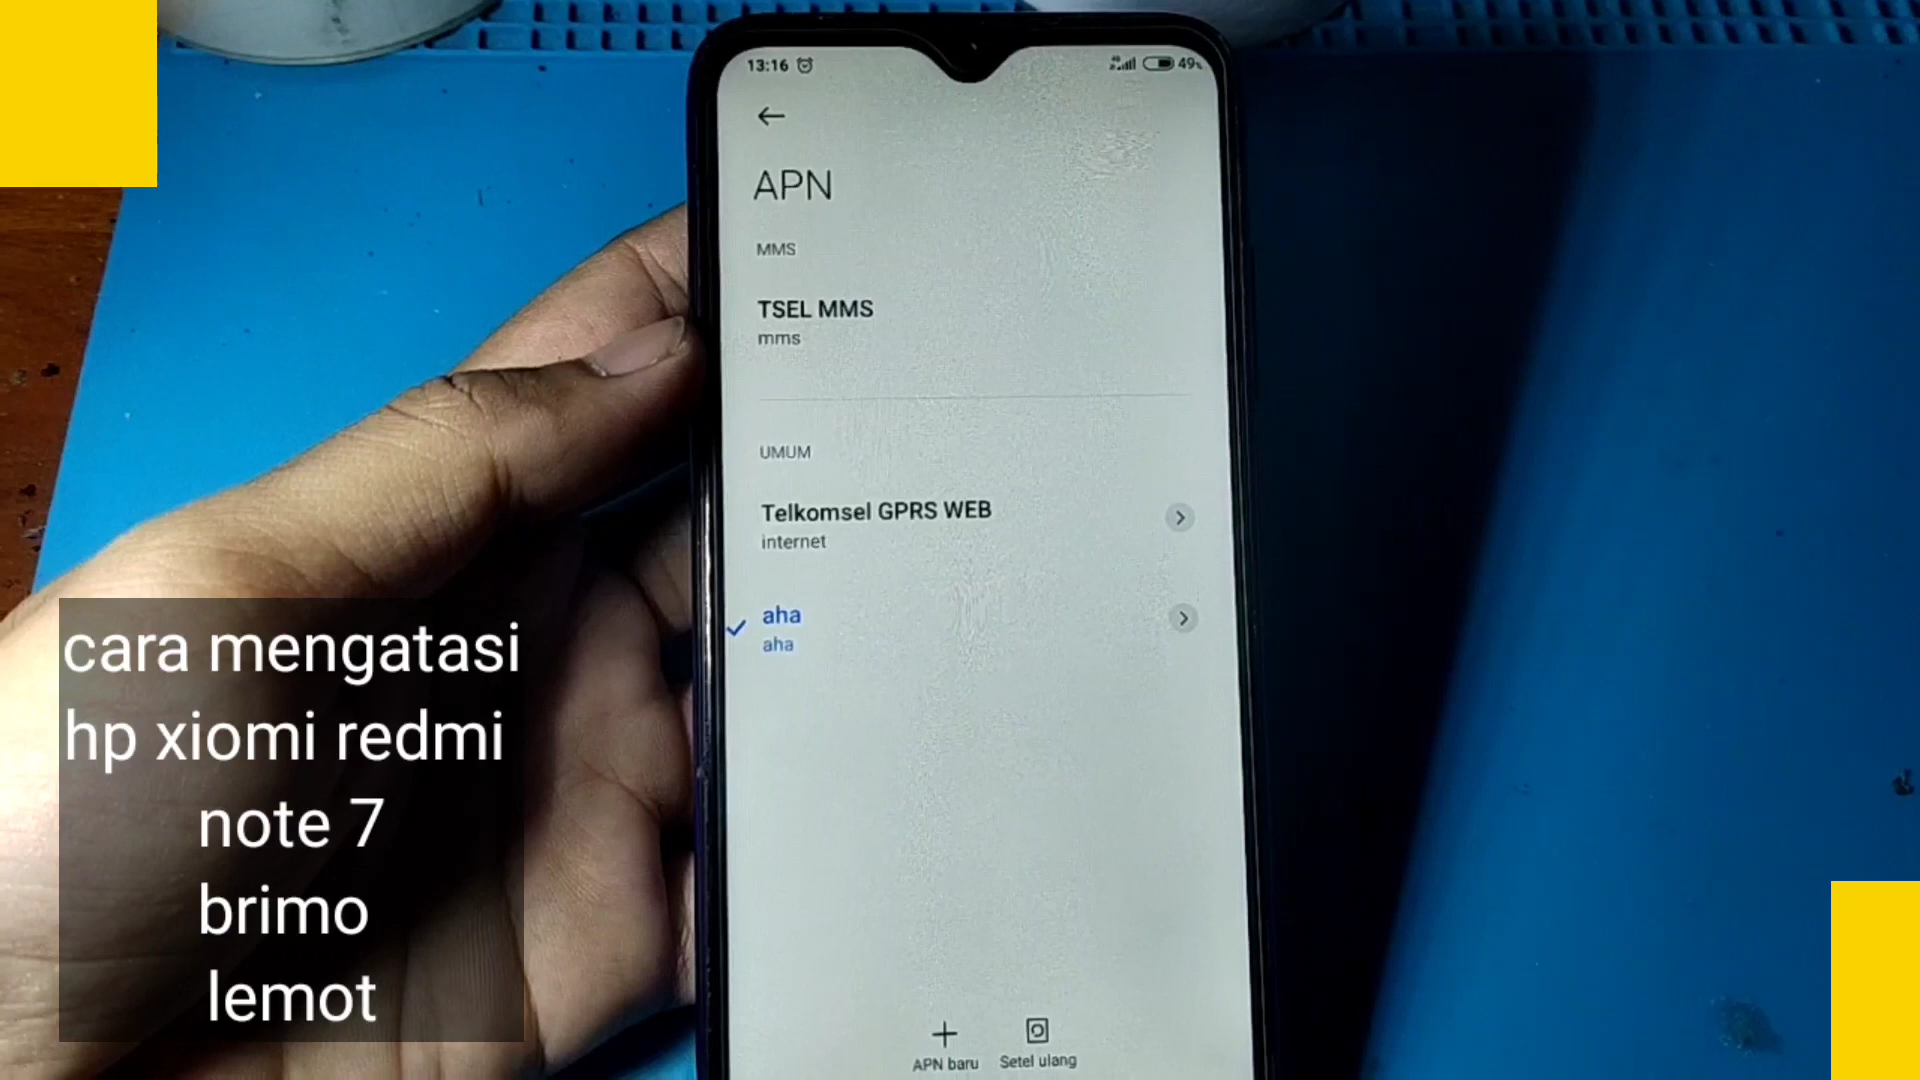 13:16
49%
APN
MMS
TSEL MMS
mms
UMUM
Telkomsel GPRS WEB
internet
aha
aha
APN baru
Setel ulang
cara mengatasi
hp xiomi redmi
note 7
brimo
lemot